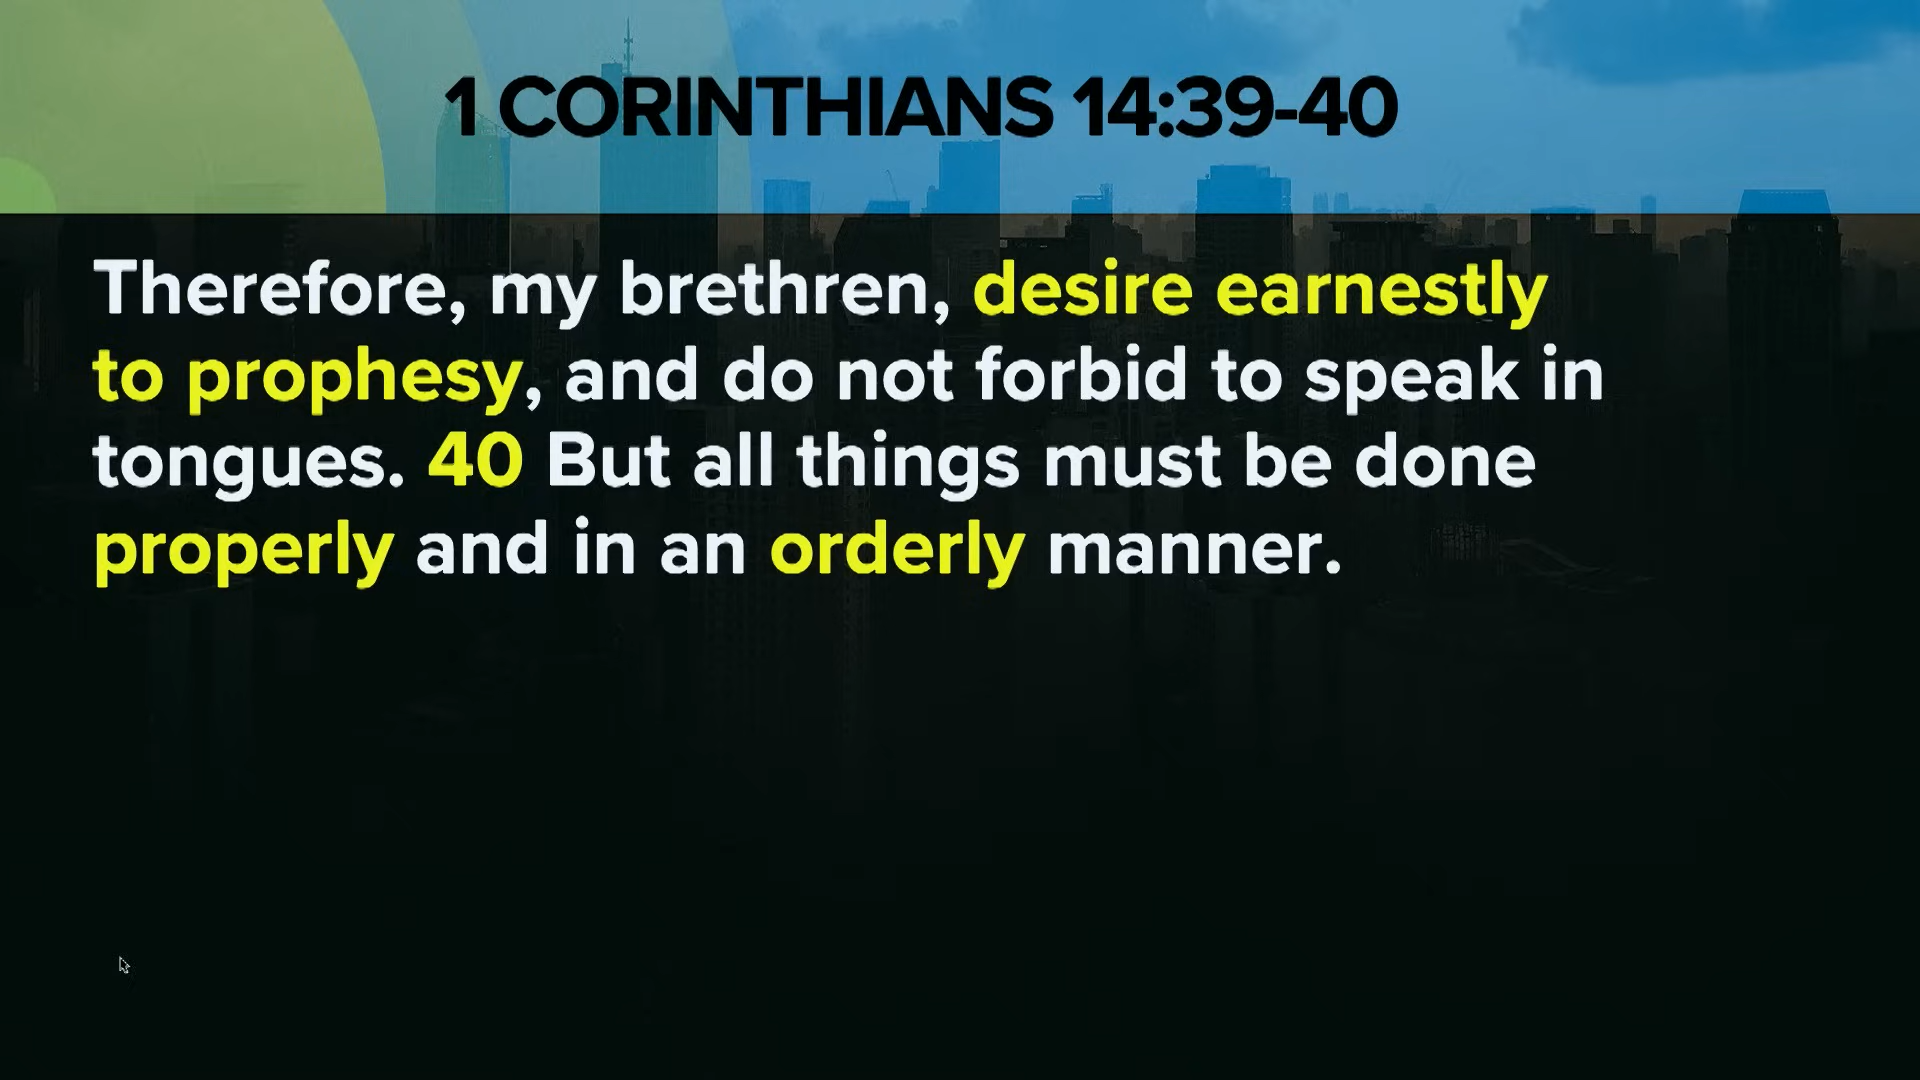 1 CORINTHIANS 14:39-40
Therefore, my brethren, desire earnestly
to prophesy, and do not forbid to speak in
tongues. 40 But all things must be done
properly and in an orderly manner.